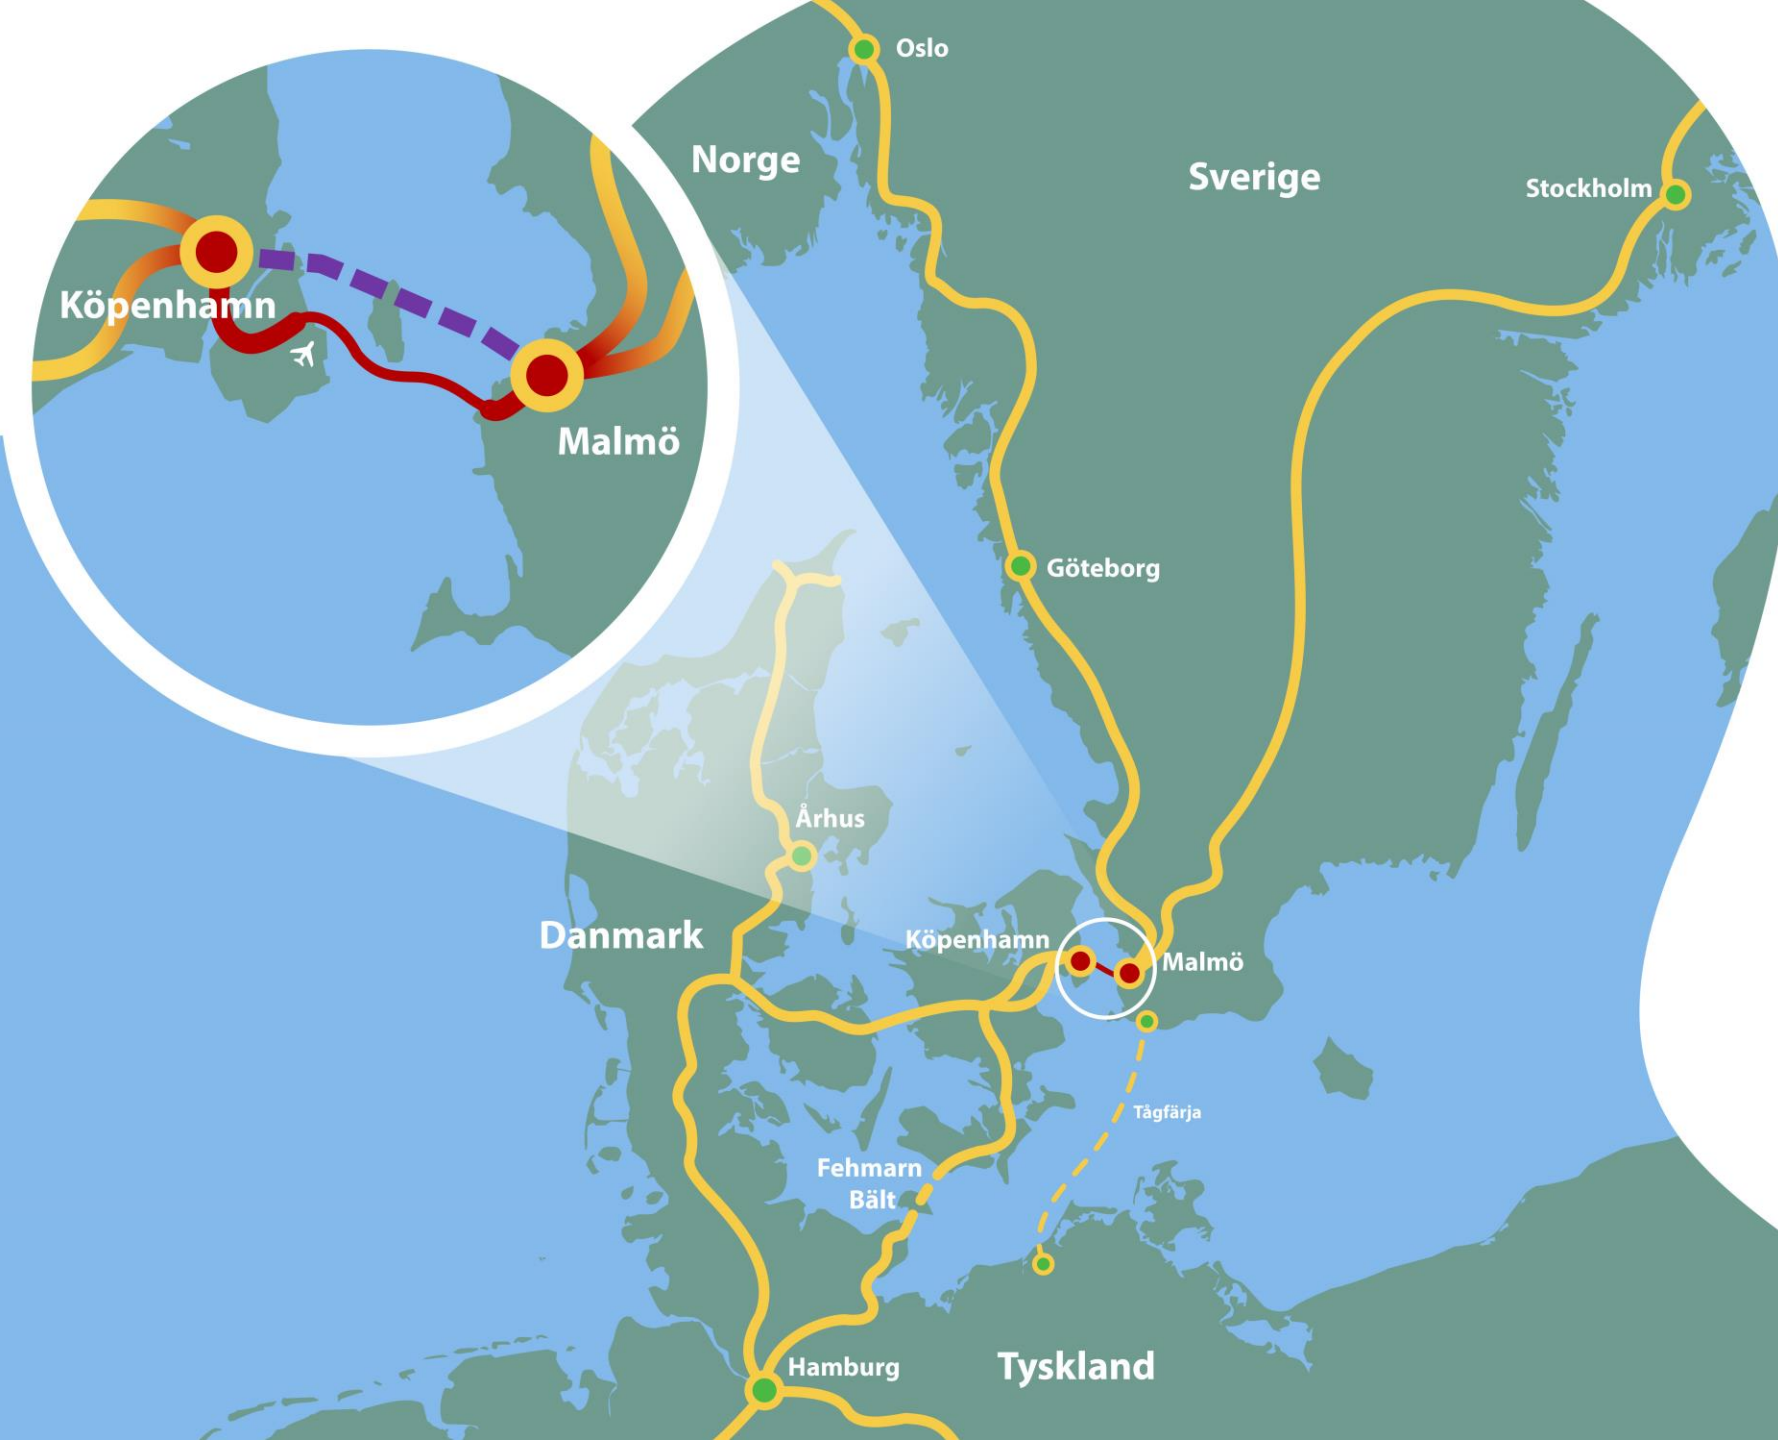 Oslo
Norge
Sverige
Stockholm
Köpenhamn
Malmö
Göteborg
Århus
Danmark
Köpenhamn
Malmö
Tågfärja
Fehmarn
Bält
Hamburg
Tyskland